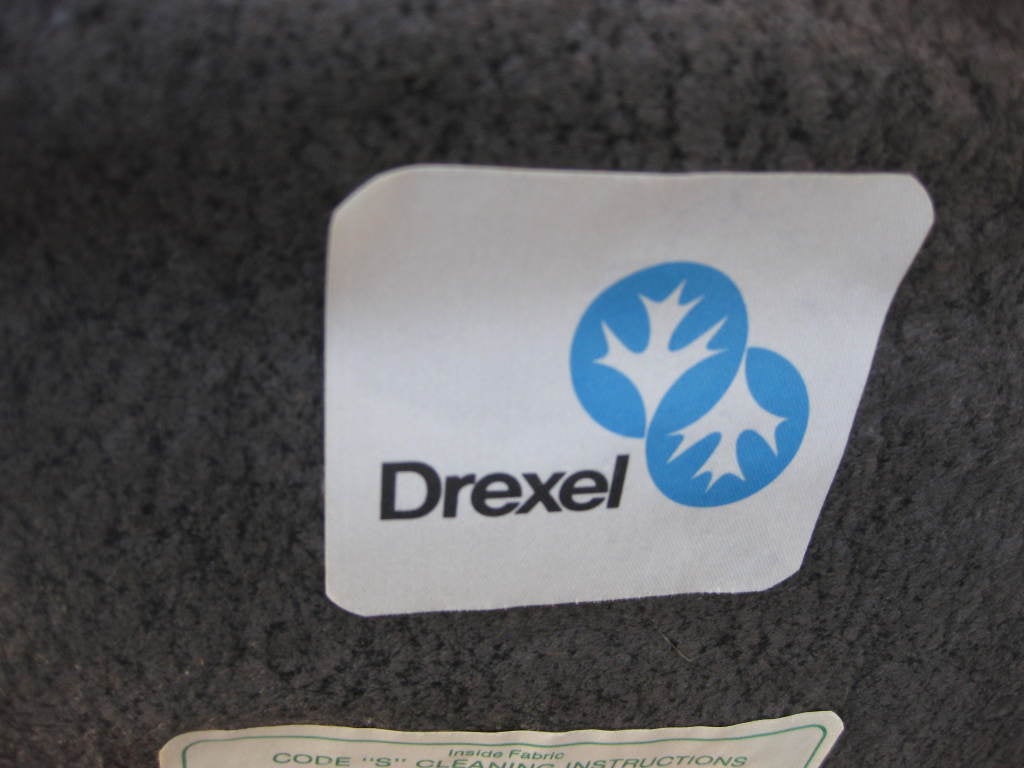 Drexel
Inside Fabric
CODE "S" CLEANING INSTRUCTIONS